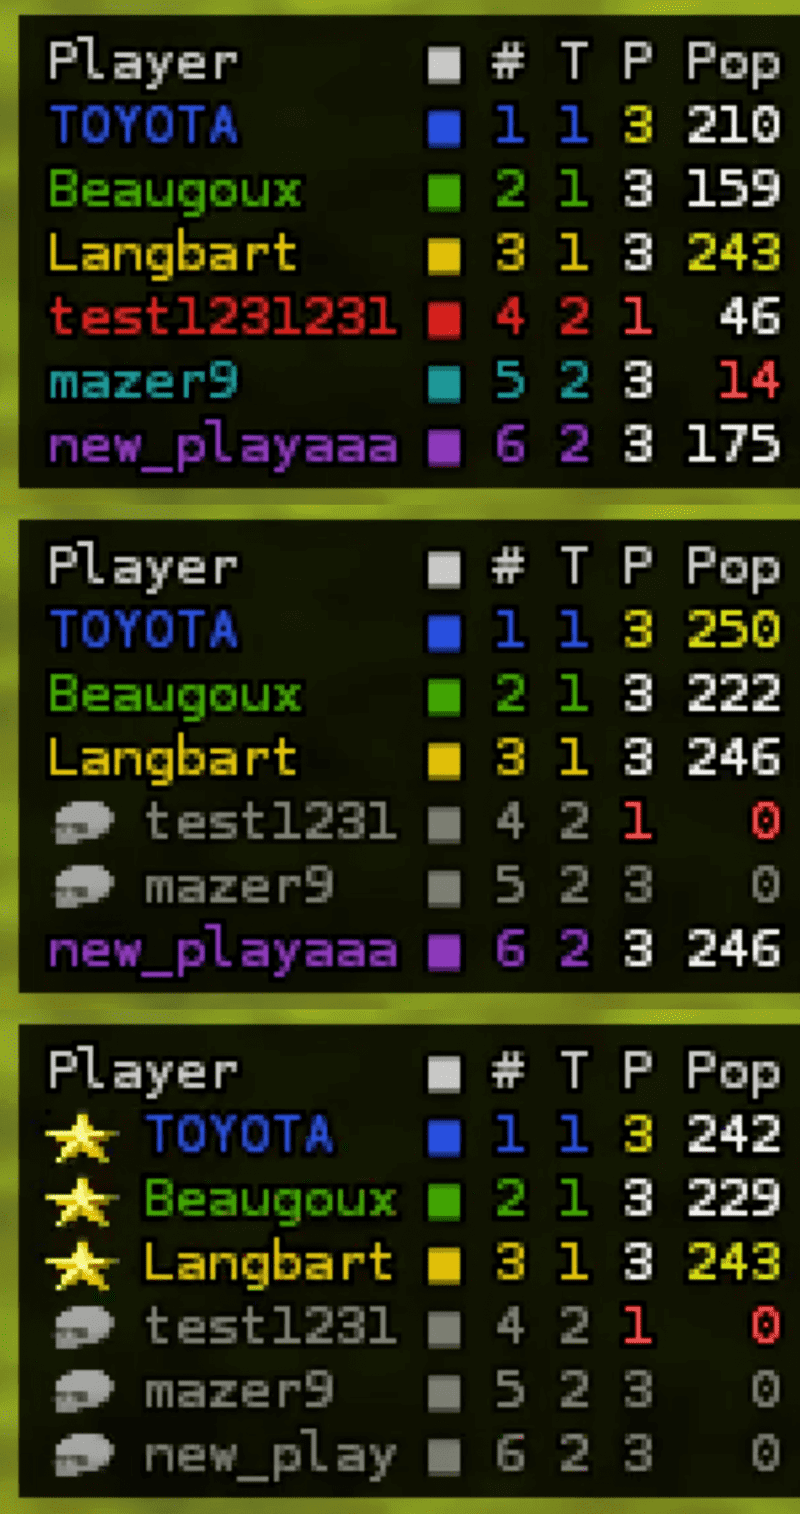 Player # T P Pop
TOYOTA 1 1 3 210
Beaugoux 2 1 3 159
Langbart 3 1 3 243
test1231231 4 2 1 46
mazer9 5 2 3 14
new_playaaa 6 2 3 175
Player # T P Pop
TOYOTA 1 1 3 250
Beaugoux 2 1 3 222
Langbart 3 1 3 246
test1231 4 2 1 0
mazer9 5 2 3 0
new_playaaa 6 2 3 246
Player # T P Pop
TOYOTA 1 1 3 242
Beaugoux 2 1 3 229
Langbart 3 1 3 243
test1231 4 2 1 0
mazer9 5 2 3 0
new_play 6 2 3 0